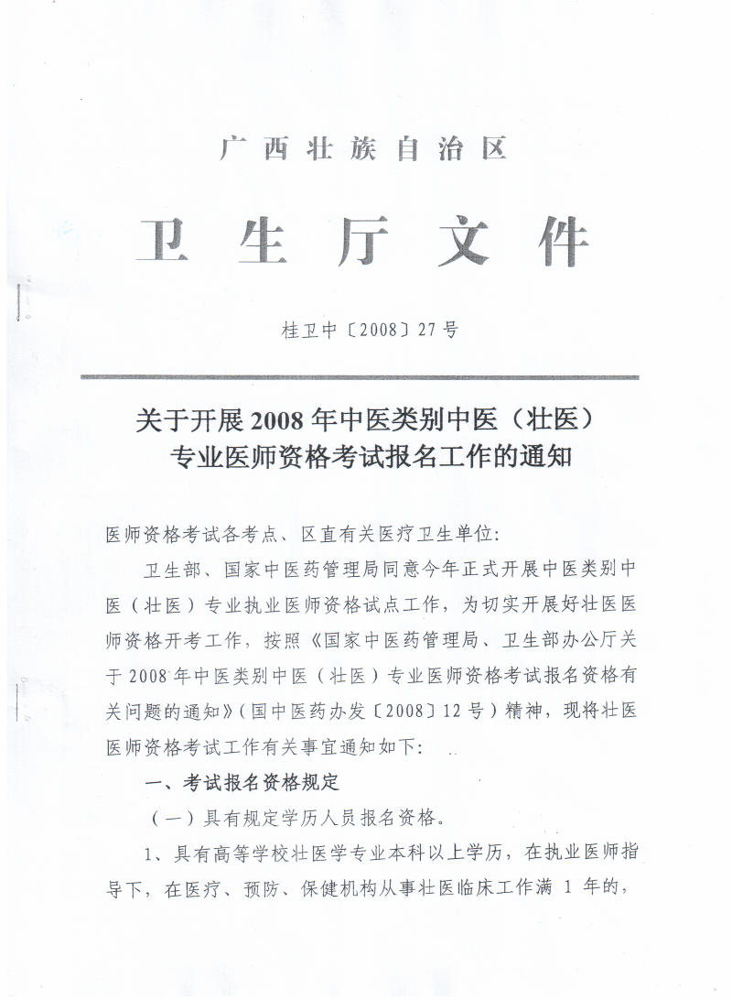 广西壮族自治区
卫生厅文件
桂卫中〔2008〕27号
关于开展2008年中医类别中医（壮医）
专业医师资格考试报名工作的通知
医师资格考试各考点、区直有关医疗卫生单位：
卫生部、国家中医药管理局同意今年正式开展中医类别中
医（壮医）专业执业医师资格试点工作，为切实开展好壮医医
师资格开考工作，按照《国家中医药管理局、卫生部办公厅关
于2008年中医类别中医（壮医）专业医师资格考试报名资格有
关问题的通知》（国中医药办发〔2008〕12号）精神，现将壮医
医师资格考试工作有关事宜通知如下：
一、考试报名资格规定
（一）具有规定学历人员报名资格。
1、具有高等学校壮医学专业本科以上学历，在执业医师指
导下，在医疗、预防、保健机构从事壮医临床工作满 1 年的，